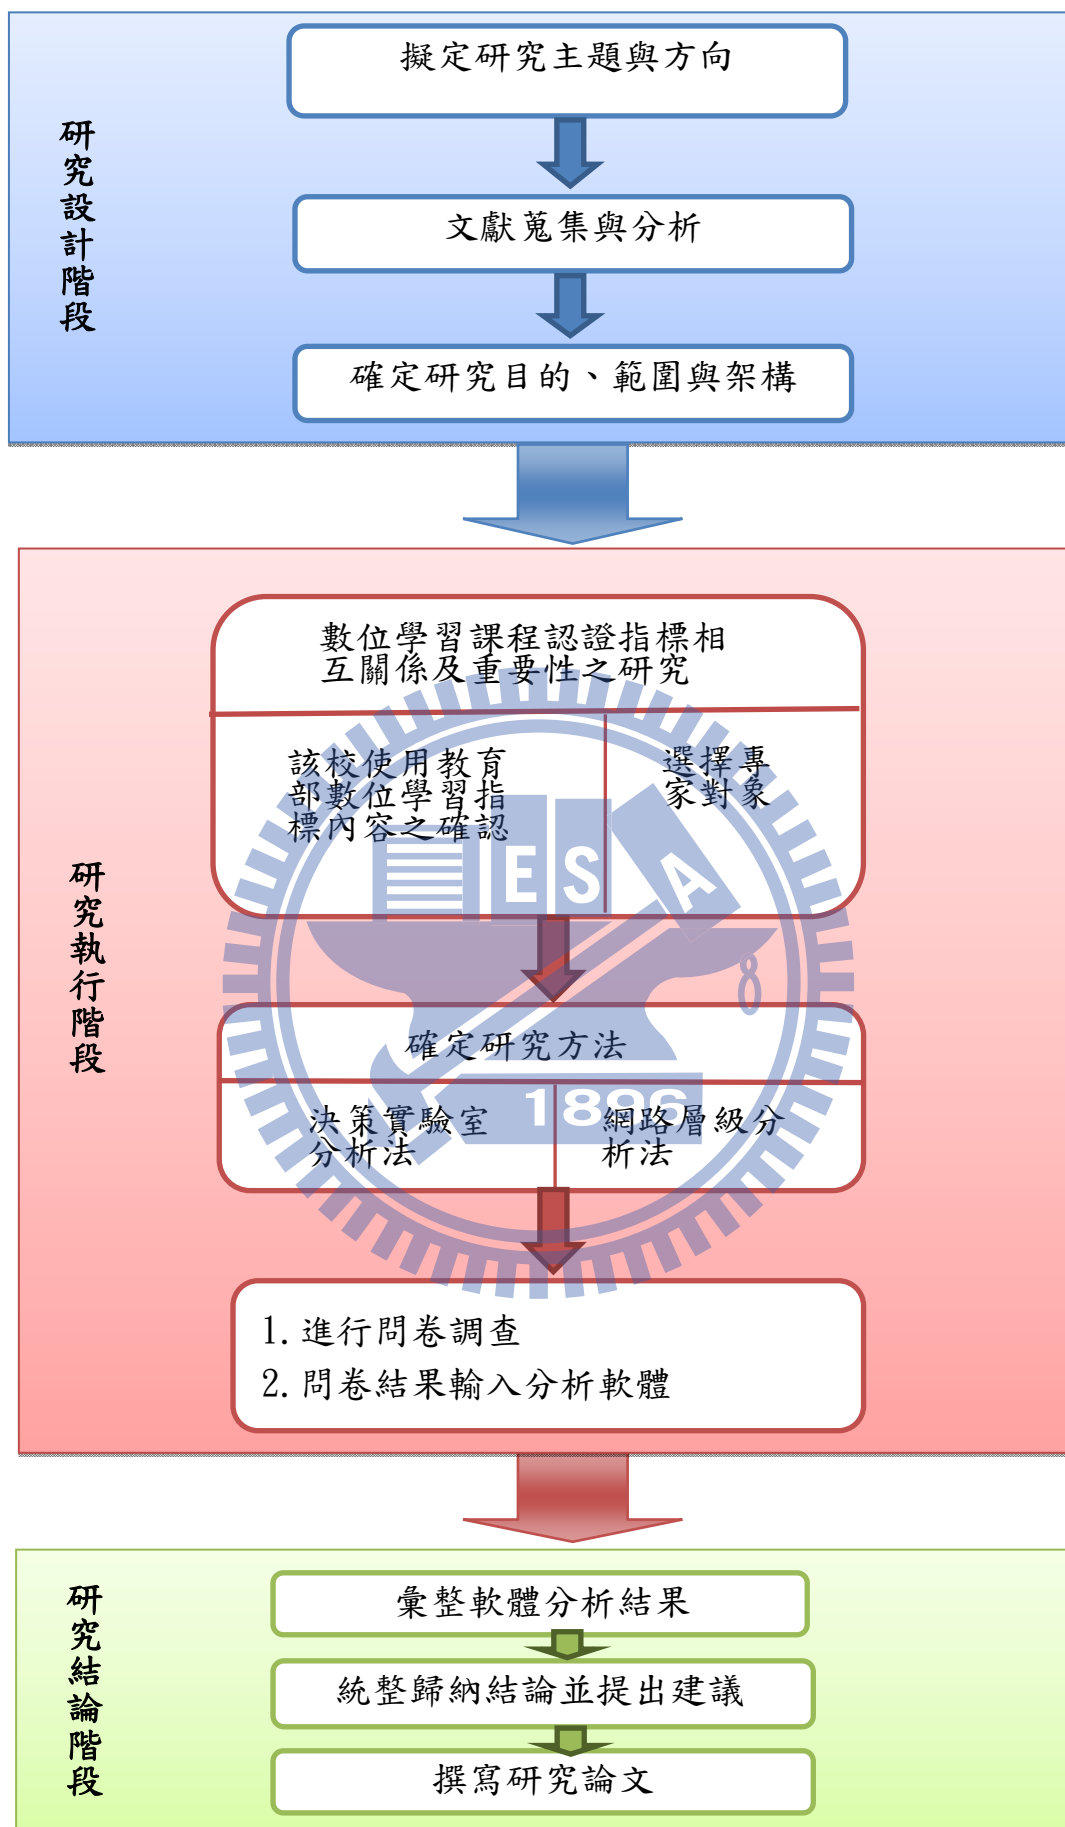 研究設計階段
擬定研究主題與方向
文獻蒐集與分析
確定研究目的、範圍與架構
研究執行階段
數位學習課程認證指標相
互關係及重要性之研究
該校使用教育
部數位學習指
標內容之確認
選擇專
家對象
ESA
8
確定研究方法
1896
決策實驗室
分析法
網路層級分
析法
1. 進行問卷調查
2. 問卷結果輸入分析軟體
研究結論階段
彙整軟體分析結果
統整歸納結論並提出建議
撰寫研究論文